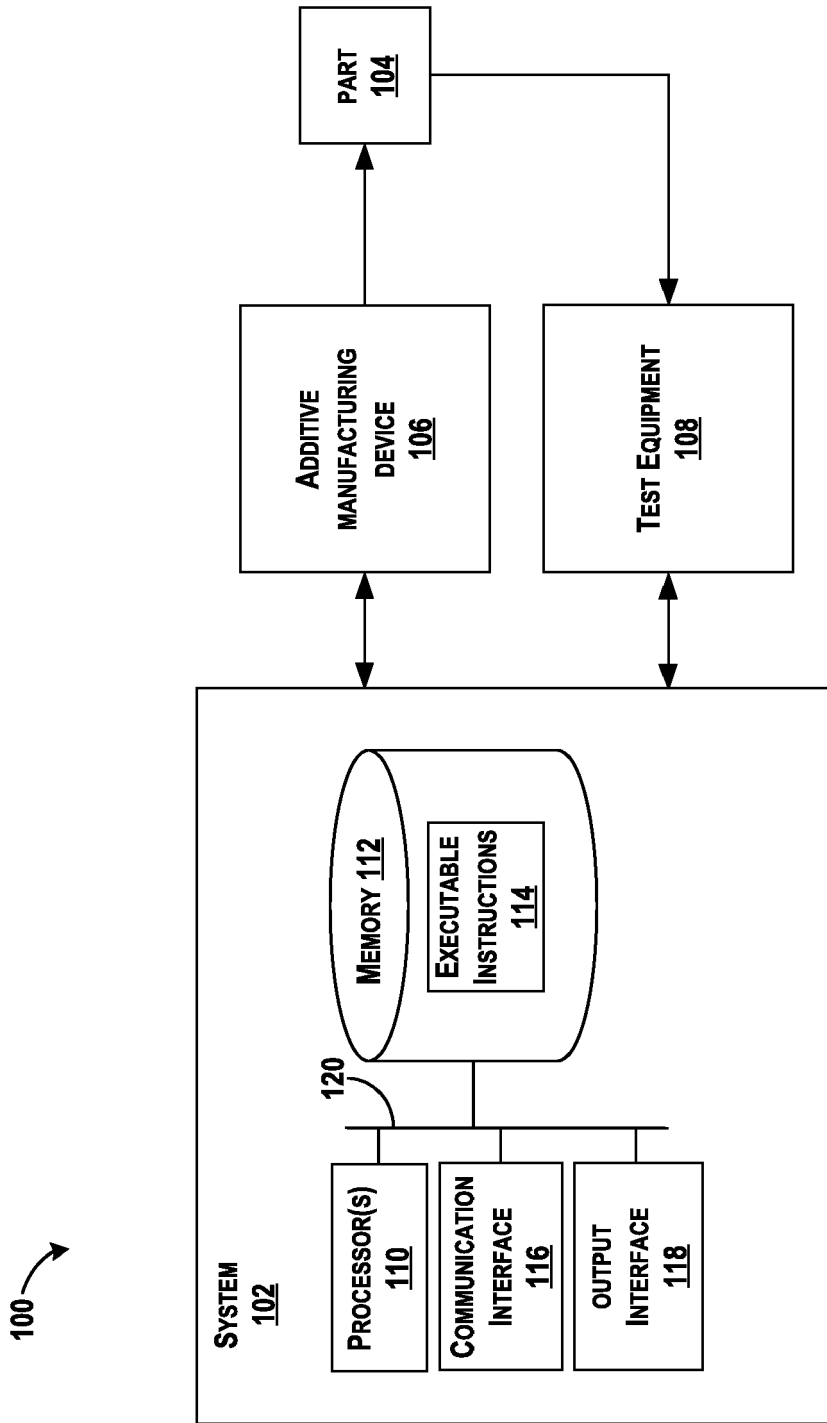 100
SYSTEM
102
PROCESSOR(S)
110
COMMUNICATION
INTERFACE
116
OUTPUT
INTERFACE
118
120
MEMORY 112
EXECUTABLE
INSTRUCTIONS
114
ADDITIVE
MANUFACTURING
DEVICE
106
TEST EQUIPMENT
108
PART
104